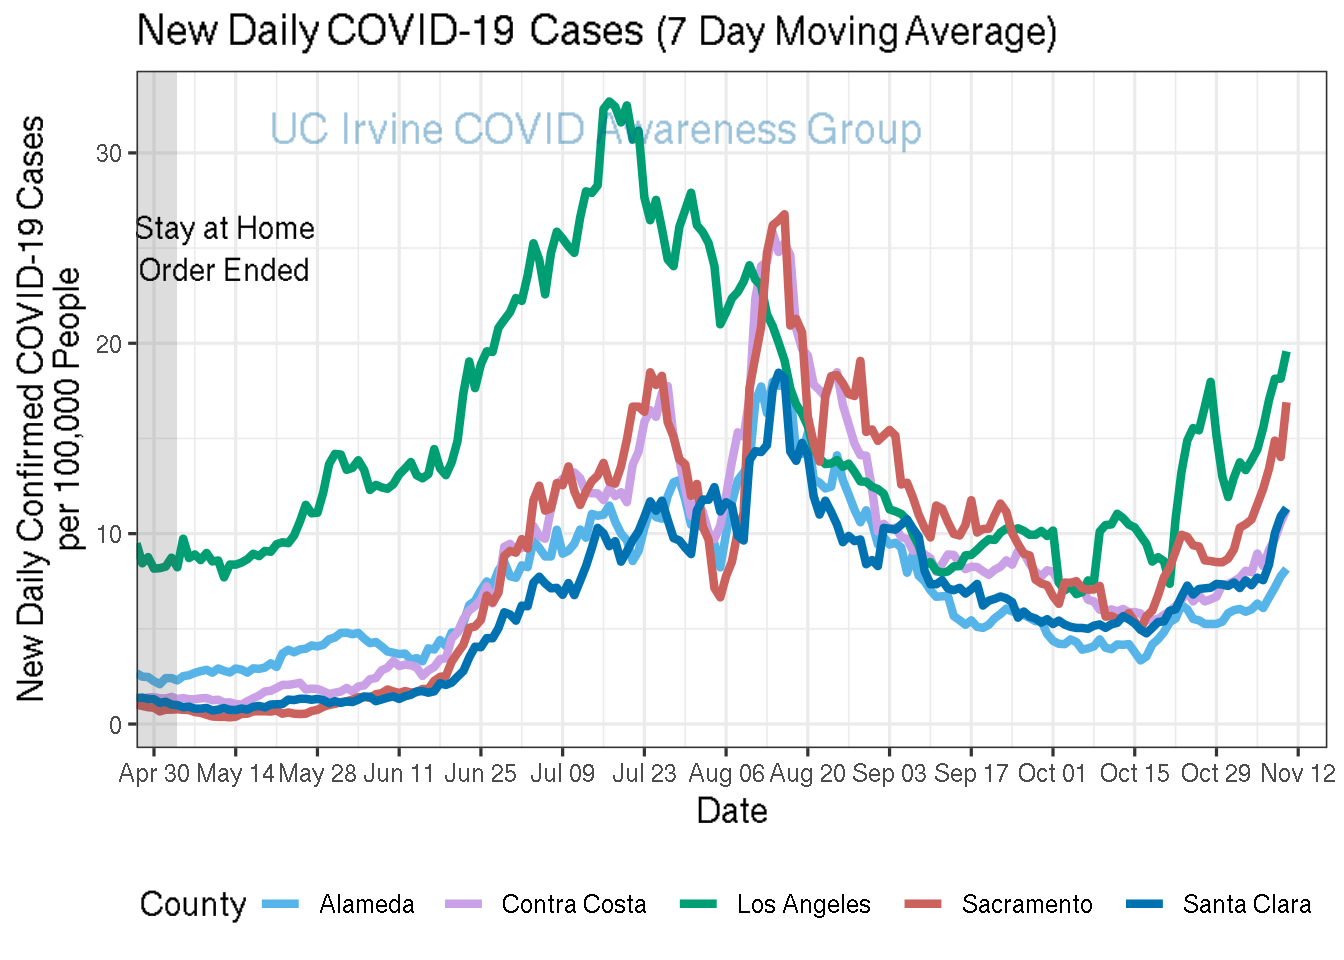 New Daily COVID-19 Cases (7 Day Moving Average)
UC Irvine COVID Awareness Group
Stay at Home
Order Ended
New Daily Confirmed COVID-19 Cases
per 100,000 People
30
20
10
0
Apr 30 May 14 May 28 Jun 11 Jun 25 Jul 09 Jul 23 Aug 06 Aug 20 Sep 03 Sep 17 Oct 01 Oct 15 Oct 29 Nov 12
Date
County Alameda Contra Costa Los Angeles Sacramento Santa Clara